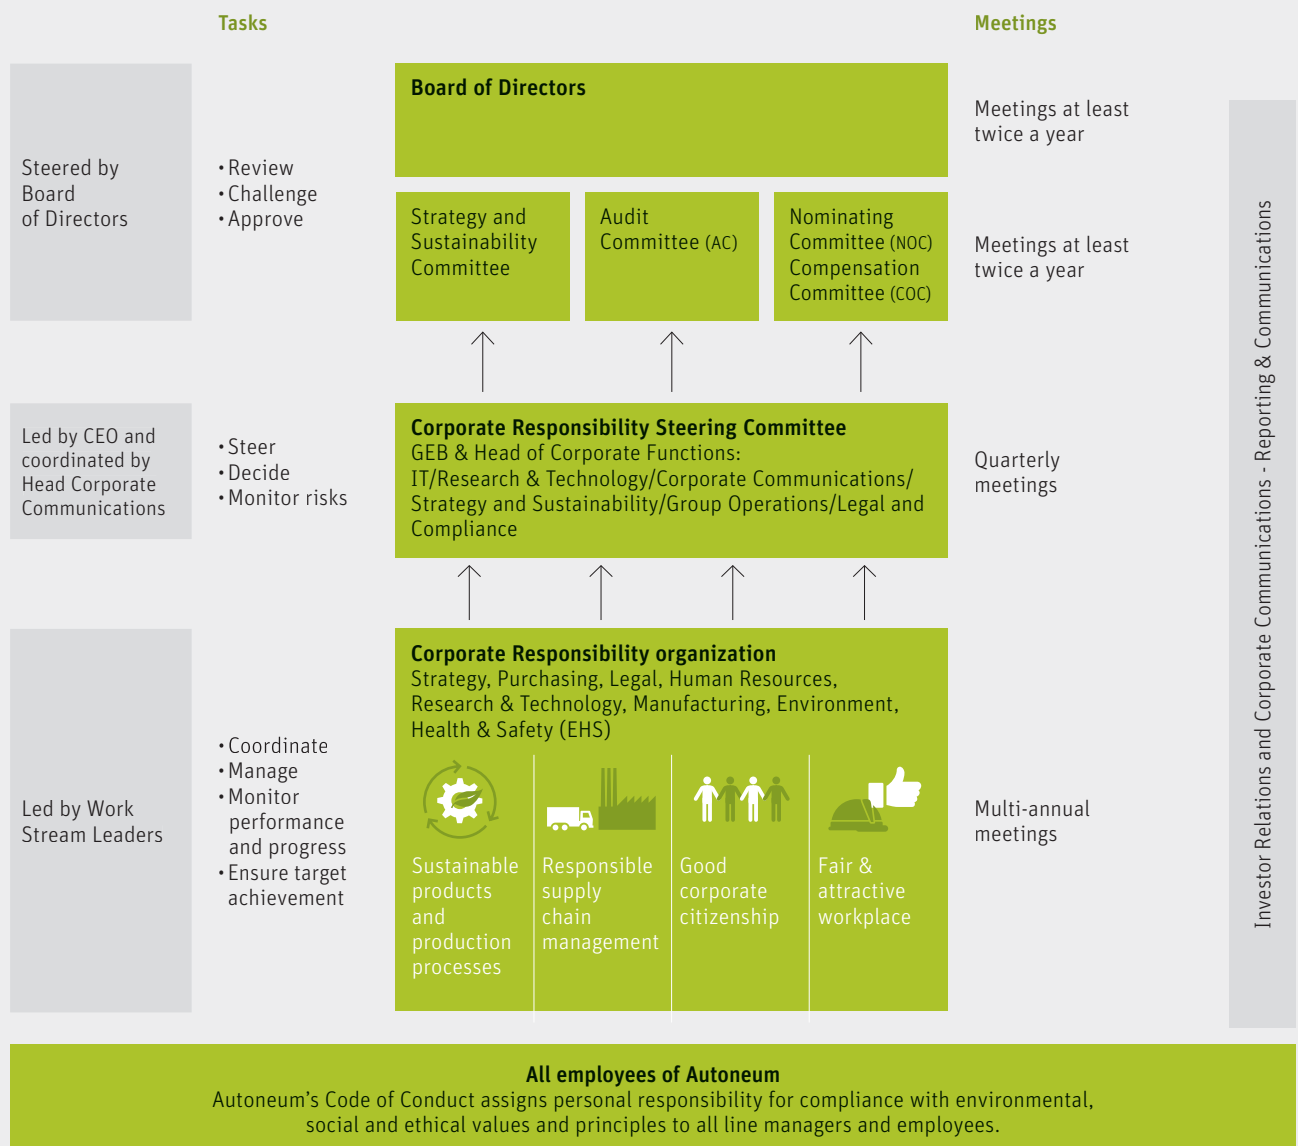 Tasks
Meetings
Steered by
Board
of Directors
• Review
• Challenge
• Approve
Board of Directors
Meetings at least
twice a year
Strategy and
Sustainability
Committee
Audit
Committee (AC)
Nominating
Committee (NOC)
Compensation
Committee (COC)
Meetings at least
twice a year
Led by CEO and
coordinated by
Head Corporate
Communications
• Steer
• Decide
• Monitor risks
Corporate Responsibility Steering Committee
GEB & Head of Corporate Functions:
IT/Research & Technology/Corporate Communications/
Strategy and Sustainability/Group Operations/Legal and
Compliance
Quarterly
meetings
Led by Work
Stream Leaders
• Coordinate
• Manage
• Monitor
performance
and progress
• Ensure target
achievement
Corporate Responsibility organization
Strategy, Purchasing, Legal, Human Resources,
Research & Technology, Manufacturing, Environment,
Health & Safety (EHS)
Sustainable
products
and
production
processes
Responsible
supply
chain
management
Good
corporate
citizenship
Fair &
attractive
workplace
Multi-annual
meetings
Investor Relations and Corporate Communications - Reporting & Communications
All employees of Autoneum
Autoneum's Code of Conduct assigns personal responsibility for compliance with environmental,
social and ethical values and principles to all line managers and employees.